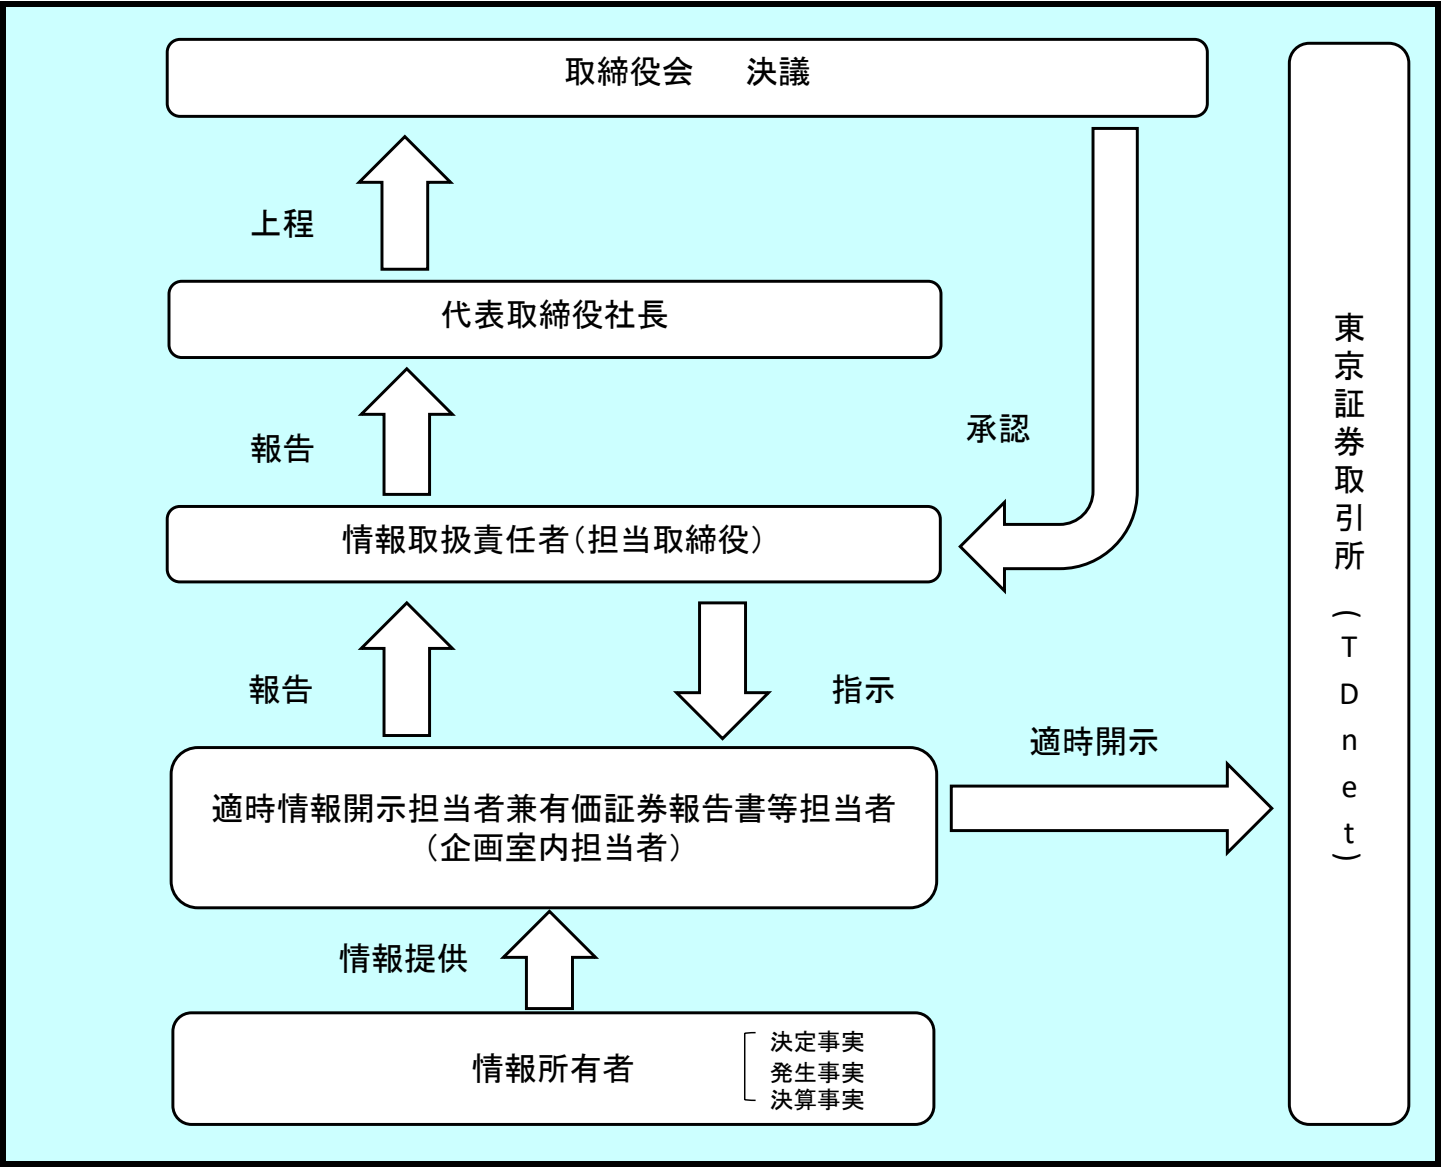 取締役会　決議
上程
代表取締役社長
報告
承認
情報取扱責任者（担当取締役）
報告
指示
適時情報開示担当者兼有価証券報告書等担当者
（企画室内担当者）
適時開示
情報提供
情報所有者
決定事実
発生事実
決算事実
東京証券取引所（TDnet）